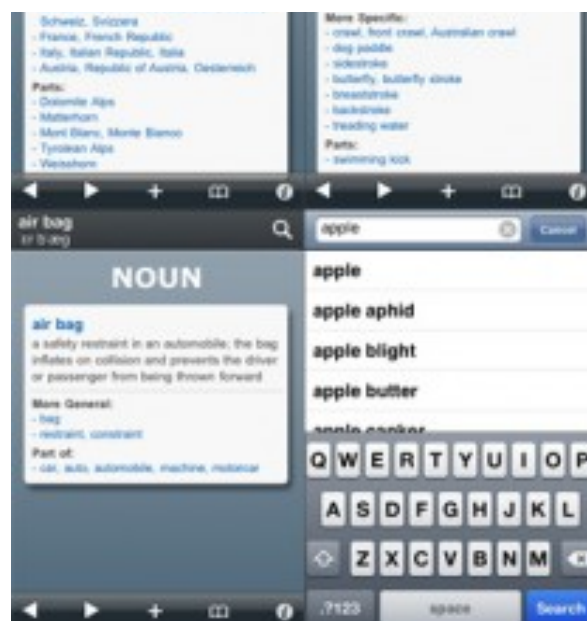 Schweiz, Svizzera
- France, French Republic
- Italy, Italian Republic, Italia
- Austria, Republic of Austria, Oesterreich
Parts:
- Dolomite Alps
- Matterhorn
- Mont Blanc, Monte Bianco
- Tyrolean Alps
- Weisshorn
More Specific:
- crawl, front crawl, Australian crawl
- dog paddle
- sidestroke
- butterfly, butterfly stroke
- breaststroke
- backstroke
- treading water
Parts:
- swimming kick
air bag
NOUN
air bag
a safety restraint in an automobile; the bag
inflates on collision and prevents the driver
or passenger from being thrown forward
More General:
- bag
- restraint, constraint
Part of:
- car, auto, automobile, machine, motorcar
apple
Cancel
apple
apple aphid
apple blight
apple butter
apple canker
Q W E R T Y U I O P
A S D F G H J K L
Z X C V B N M
.?123 space Search